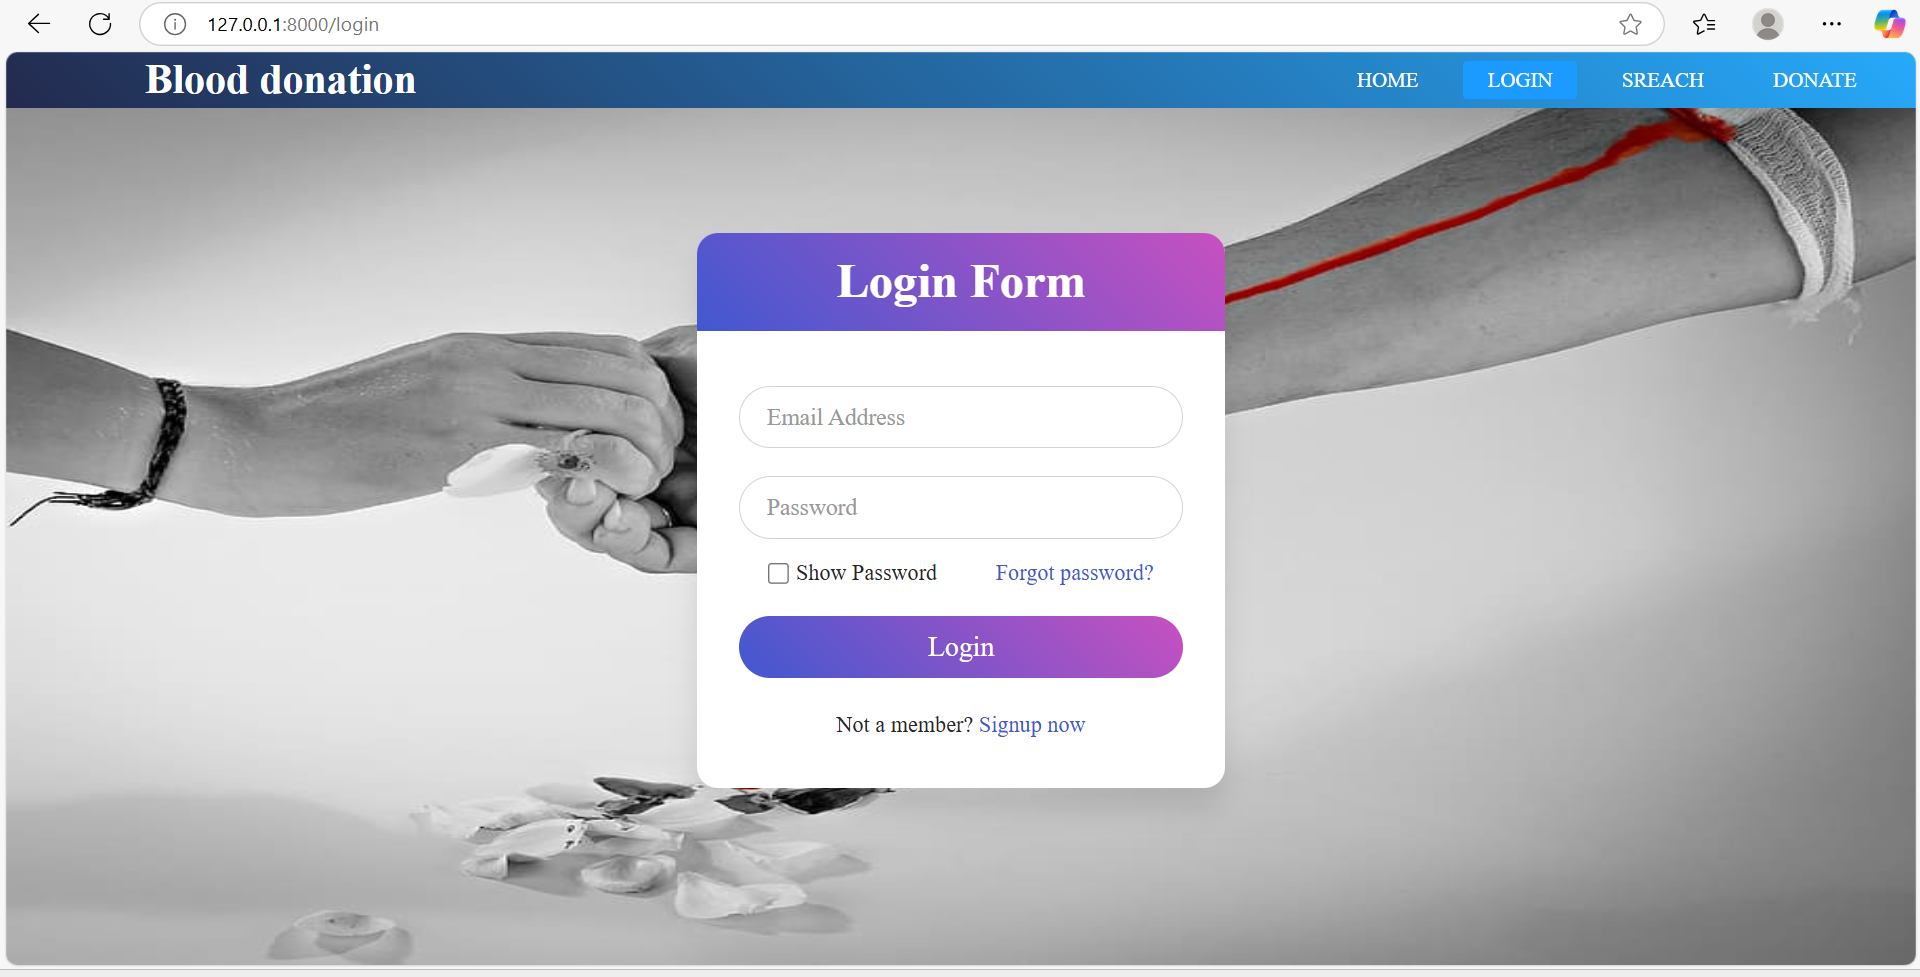 127.0.0.1:8000/login
Blood donation HOME LOGIN SREACH DONATE
Login Form
Email Address
Password
Show Password Forgot password?
Login
Not a member? Signup now